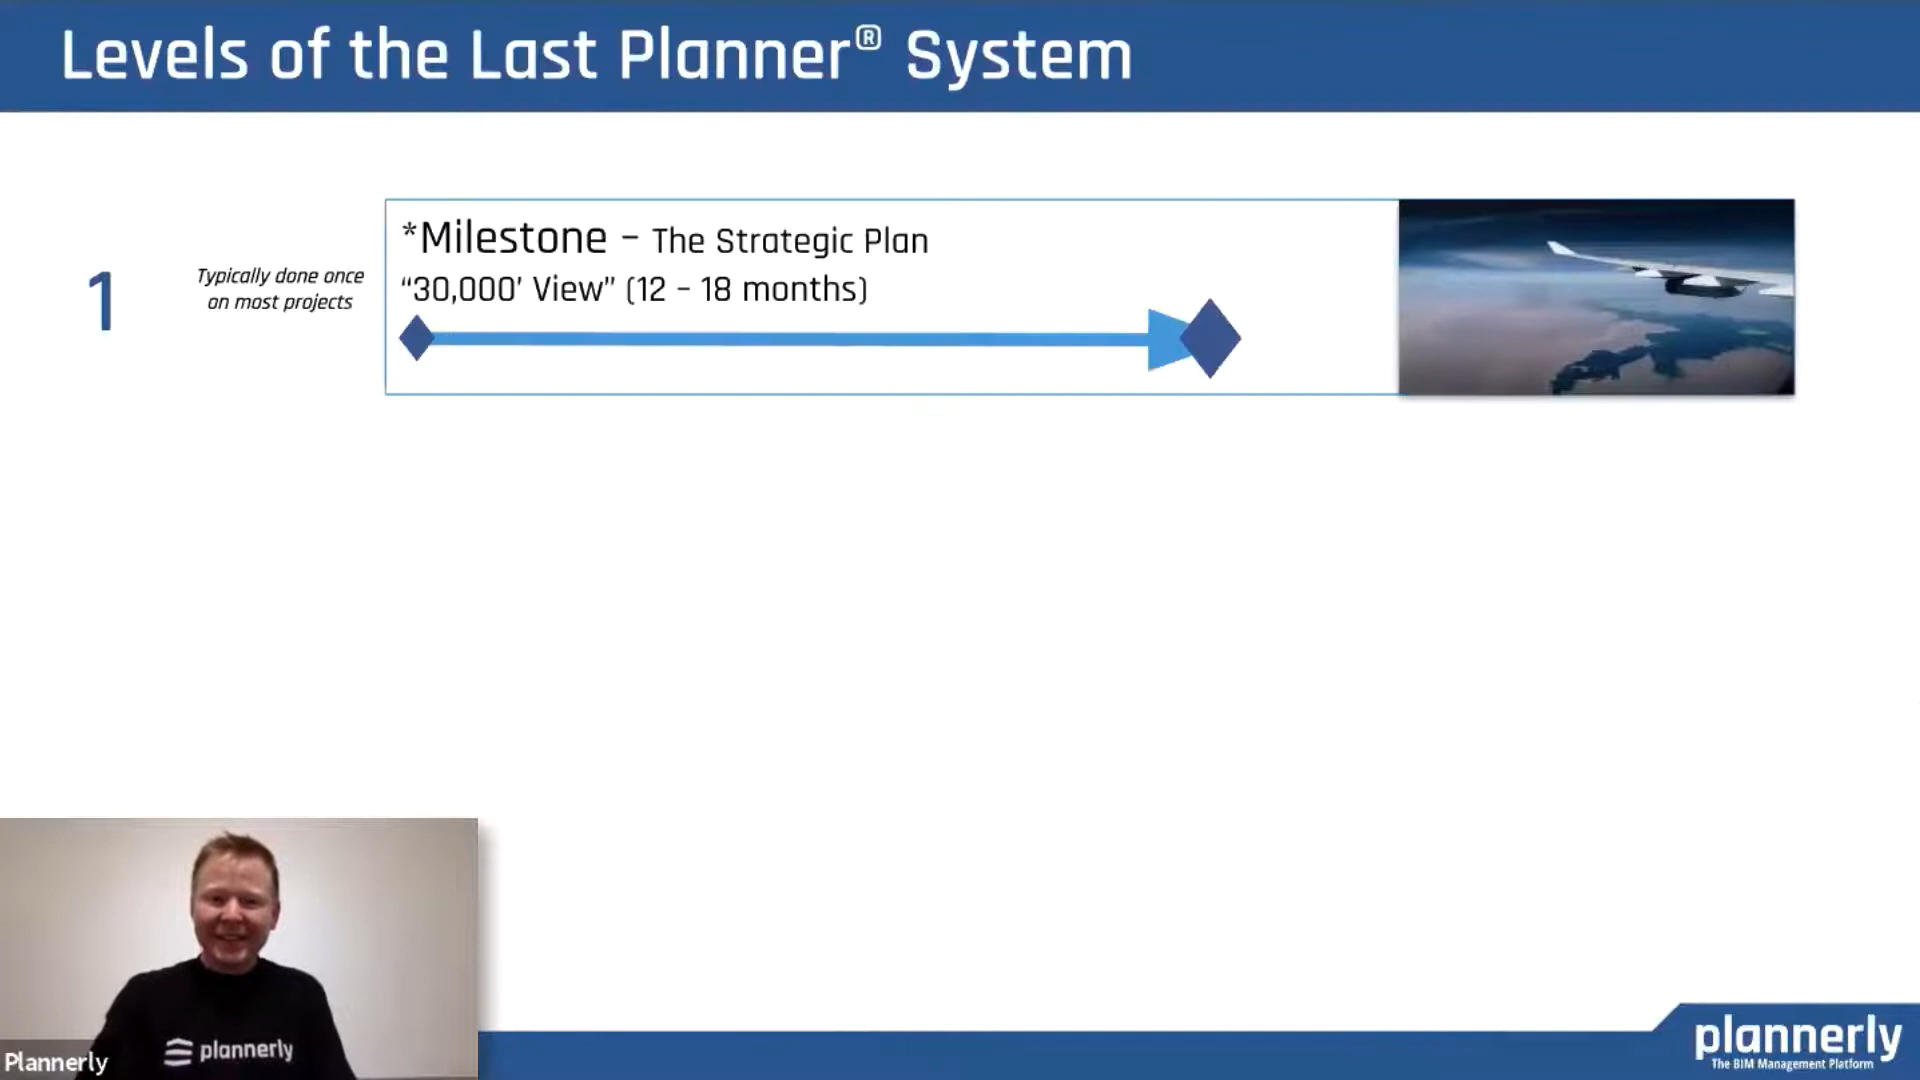 Levels of the Last Planner® System
1
Typically done once
on most projects
*Milestone – The Strategic Plan
“30,000’ View” (12 – 18 months)
plannerly
Plannerly
plannerly
The BIM Management Platform